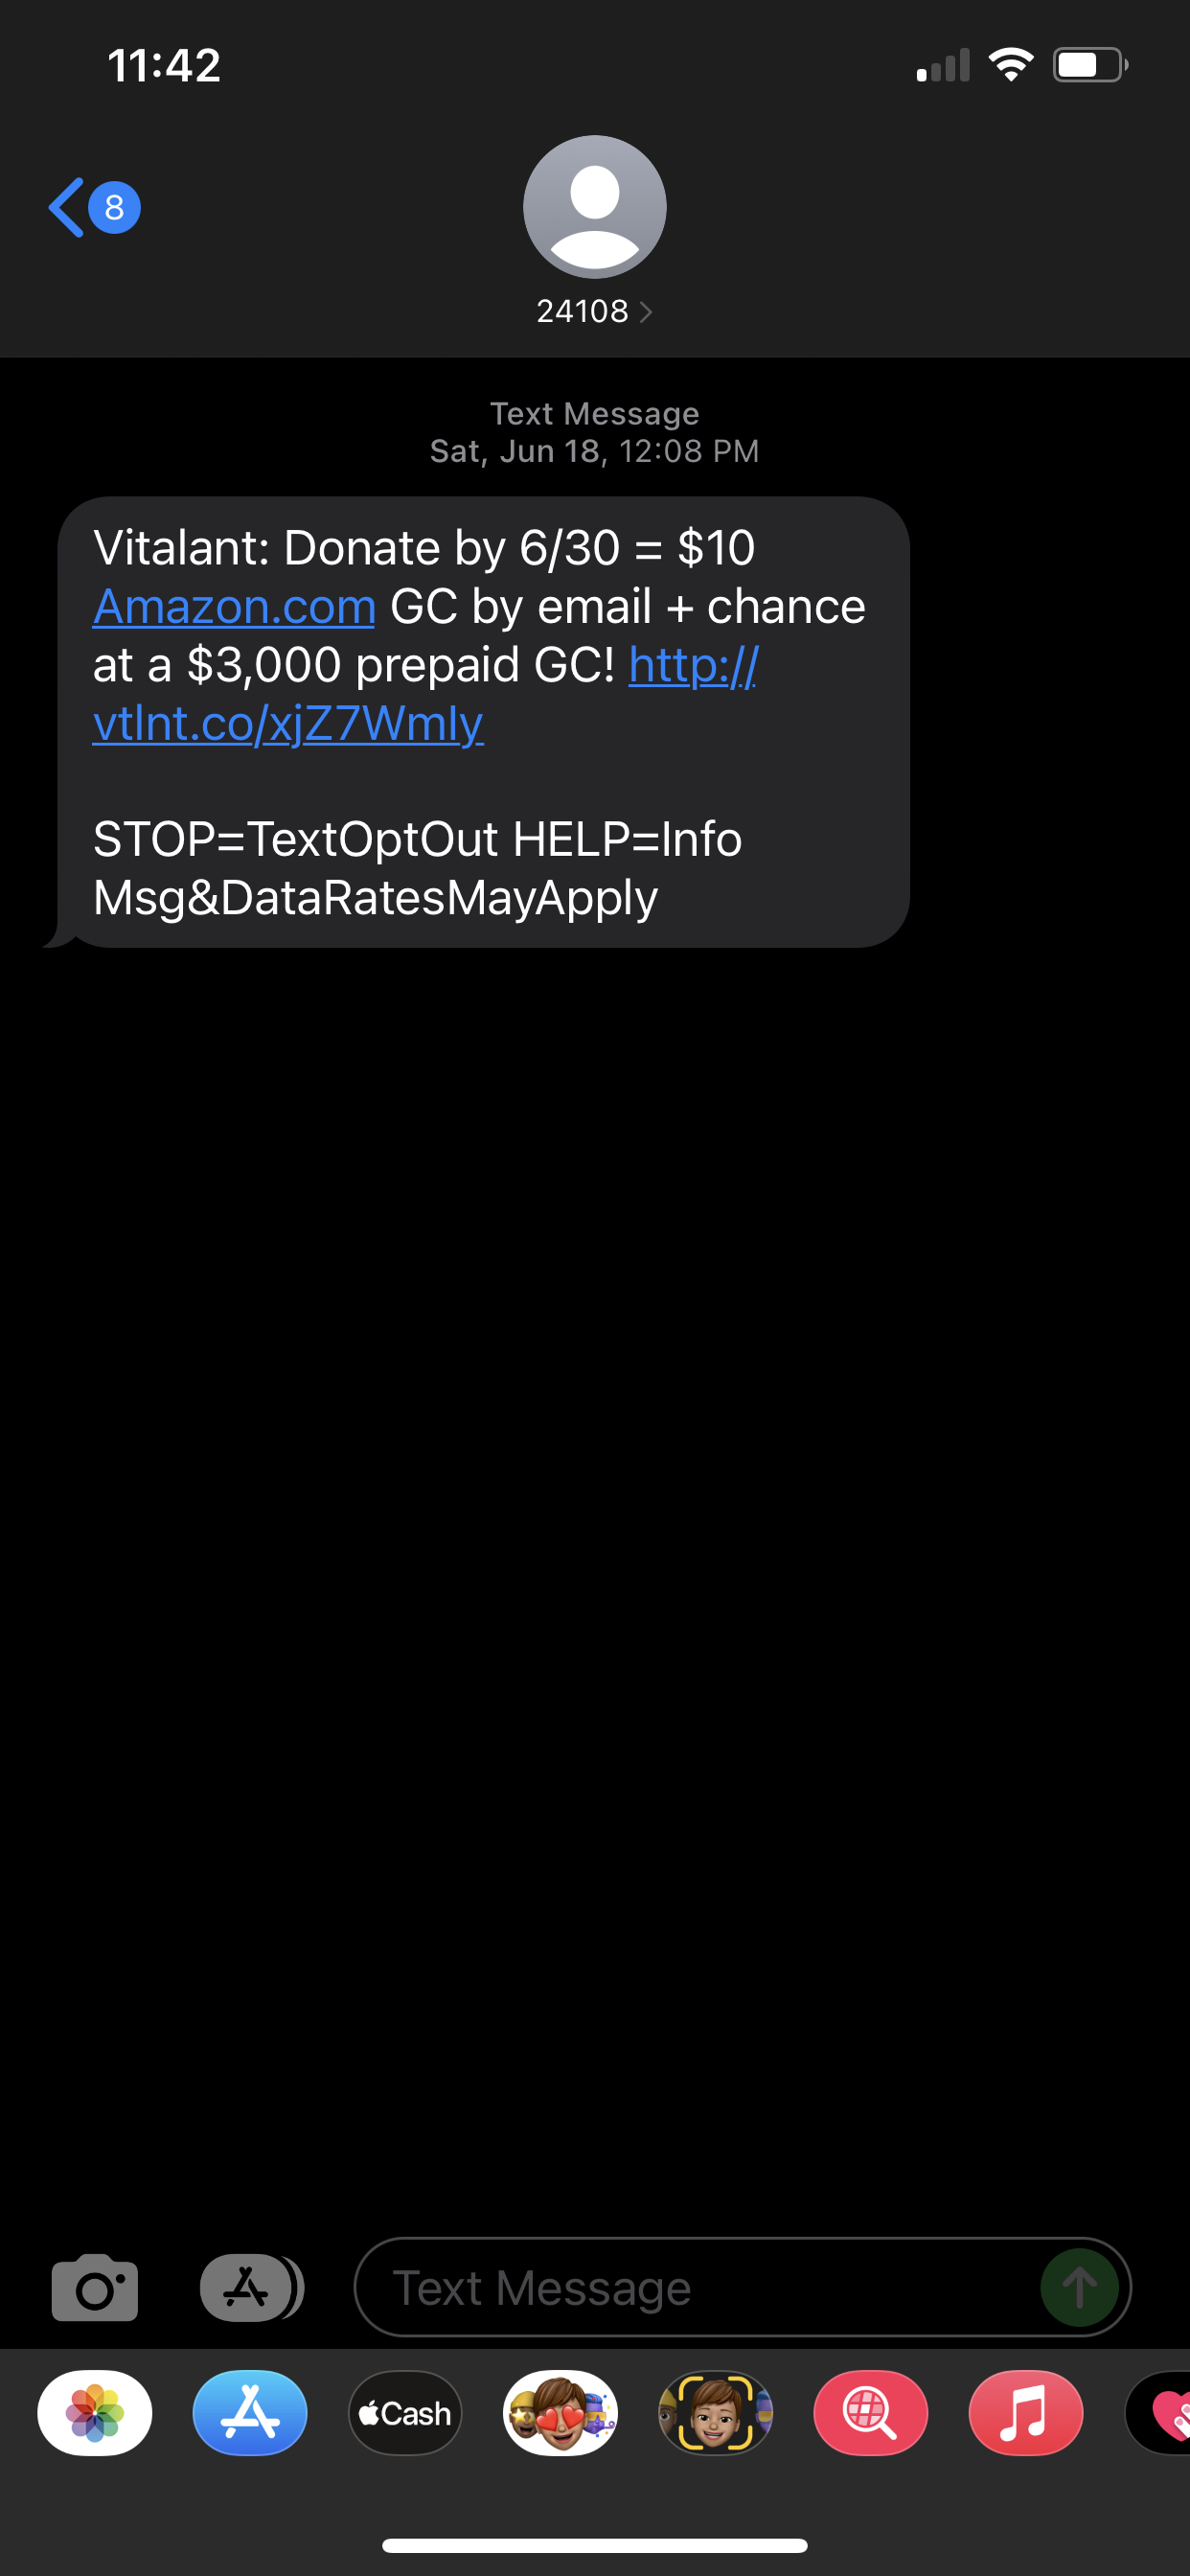 11:42
8
24108
Text Message
Sat, Jun 18, 12:08 PM
Vitalant: Donate by 6/30 = $10
Amazon.com GC by email + chance
at a $3,000 prepaid GC! http://
vtlnt.co/xjZ7Wmly
STOP=TextOptOut HELP=Info
Msg&DataRatesMayApply
Text Message
Cash